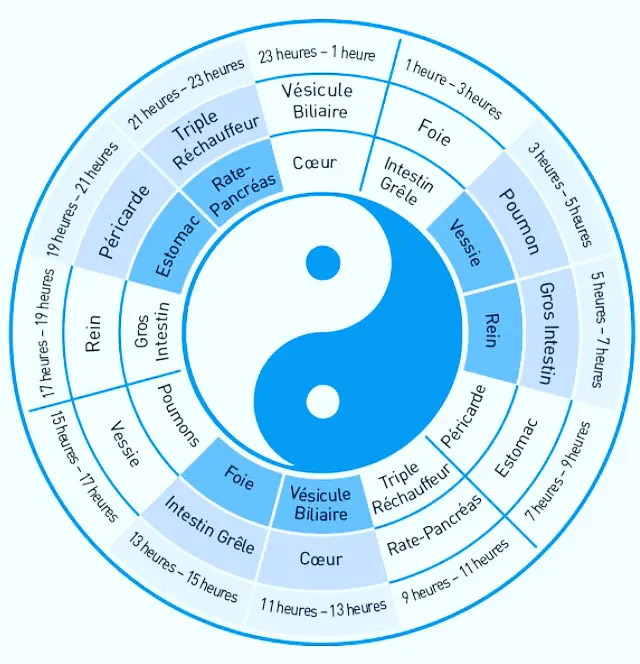 23 heures – 1 heure
Vésicule
Biliaire
Cœur
1 heure – 3 heures
Foie
Intestin
Grêle
3 heures – 5 heures
Poumon
Vessie
5 heures – 7 heures
Gros Intestin
Rein
7 heures – 9 heures
Estomac
Péricarde
9 heures – 11 heures
Rate-Pancréas
Triple
Réchauffeur
11 heures – 13 heures
Cœur
Vésicule
Biliaire
13 heures – 15 heures
Intestin Grêle
Foie
15 heures – 17 heures
Vessie
Poumons
17 heures – 19 heures
Rein
Gros
Intestin
19 heures – 21 heures
Péricarde
Estomac
21 heures – 23 heures
Triple
Réchauffeur
Rate-
Pancréas